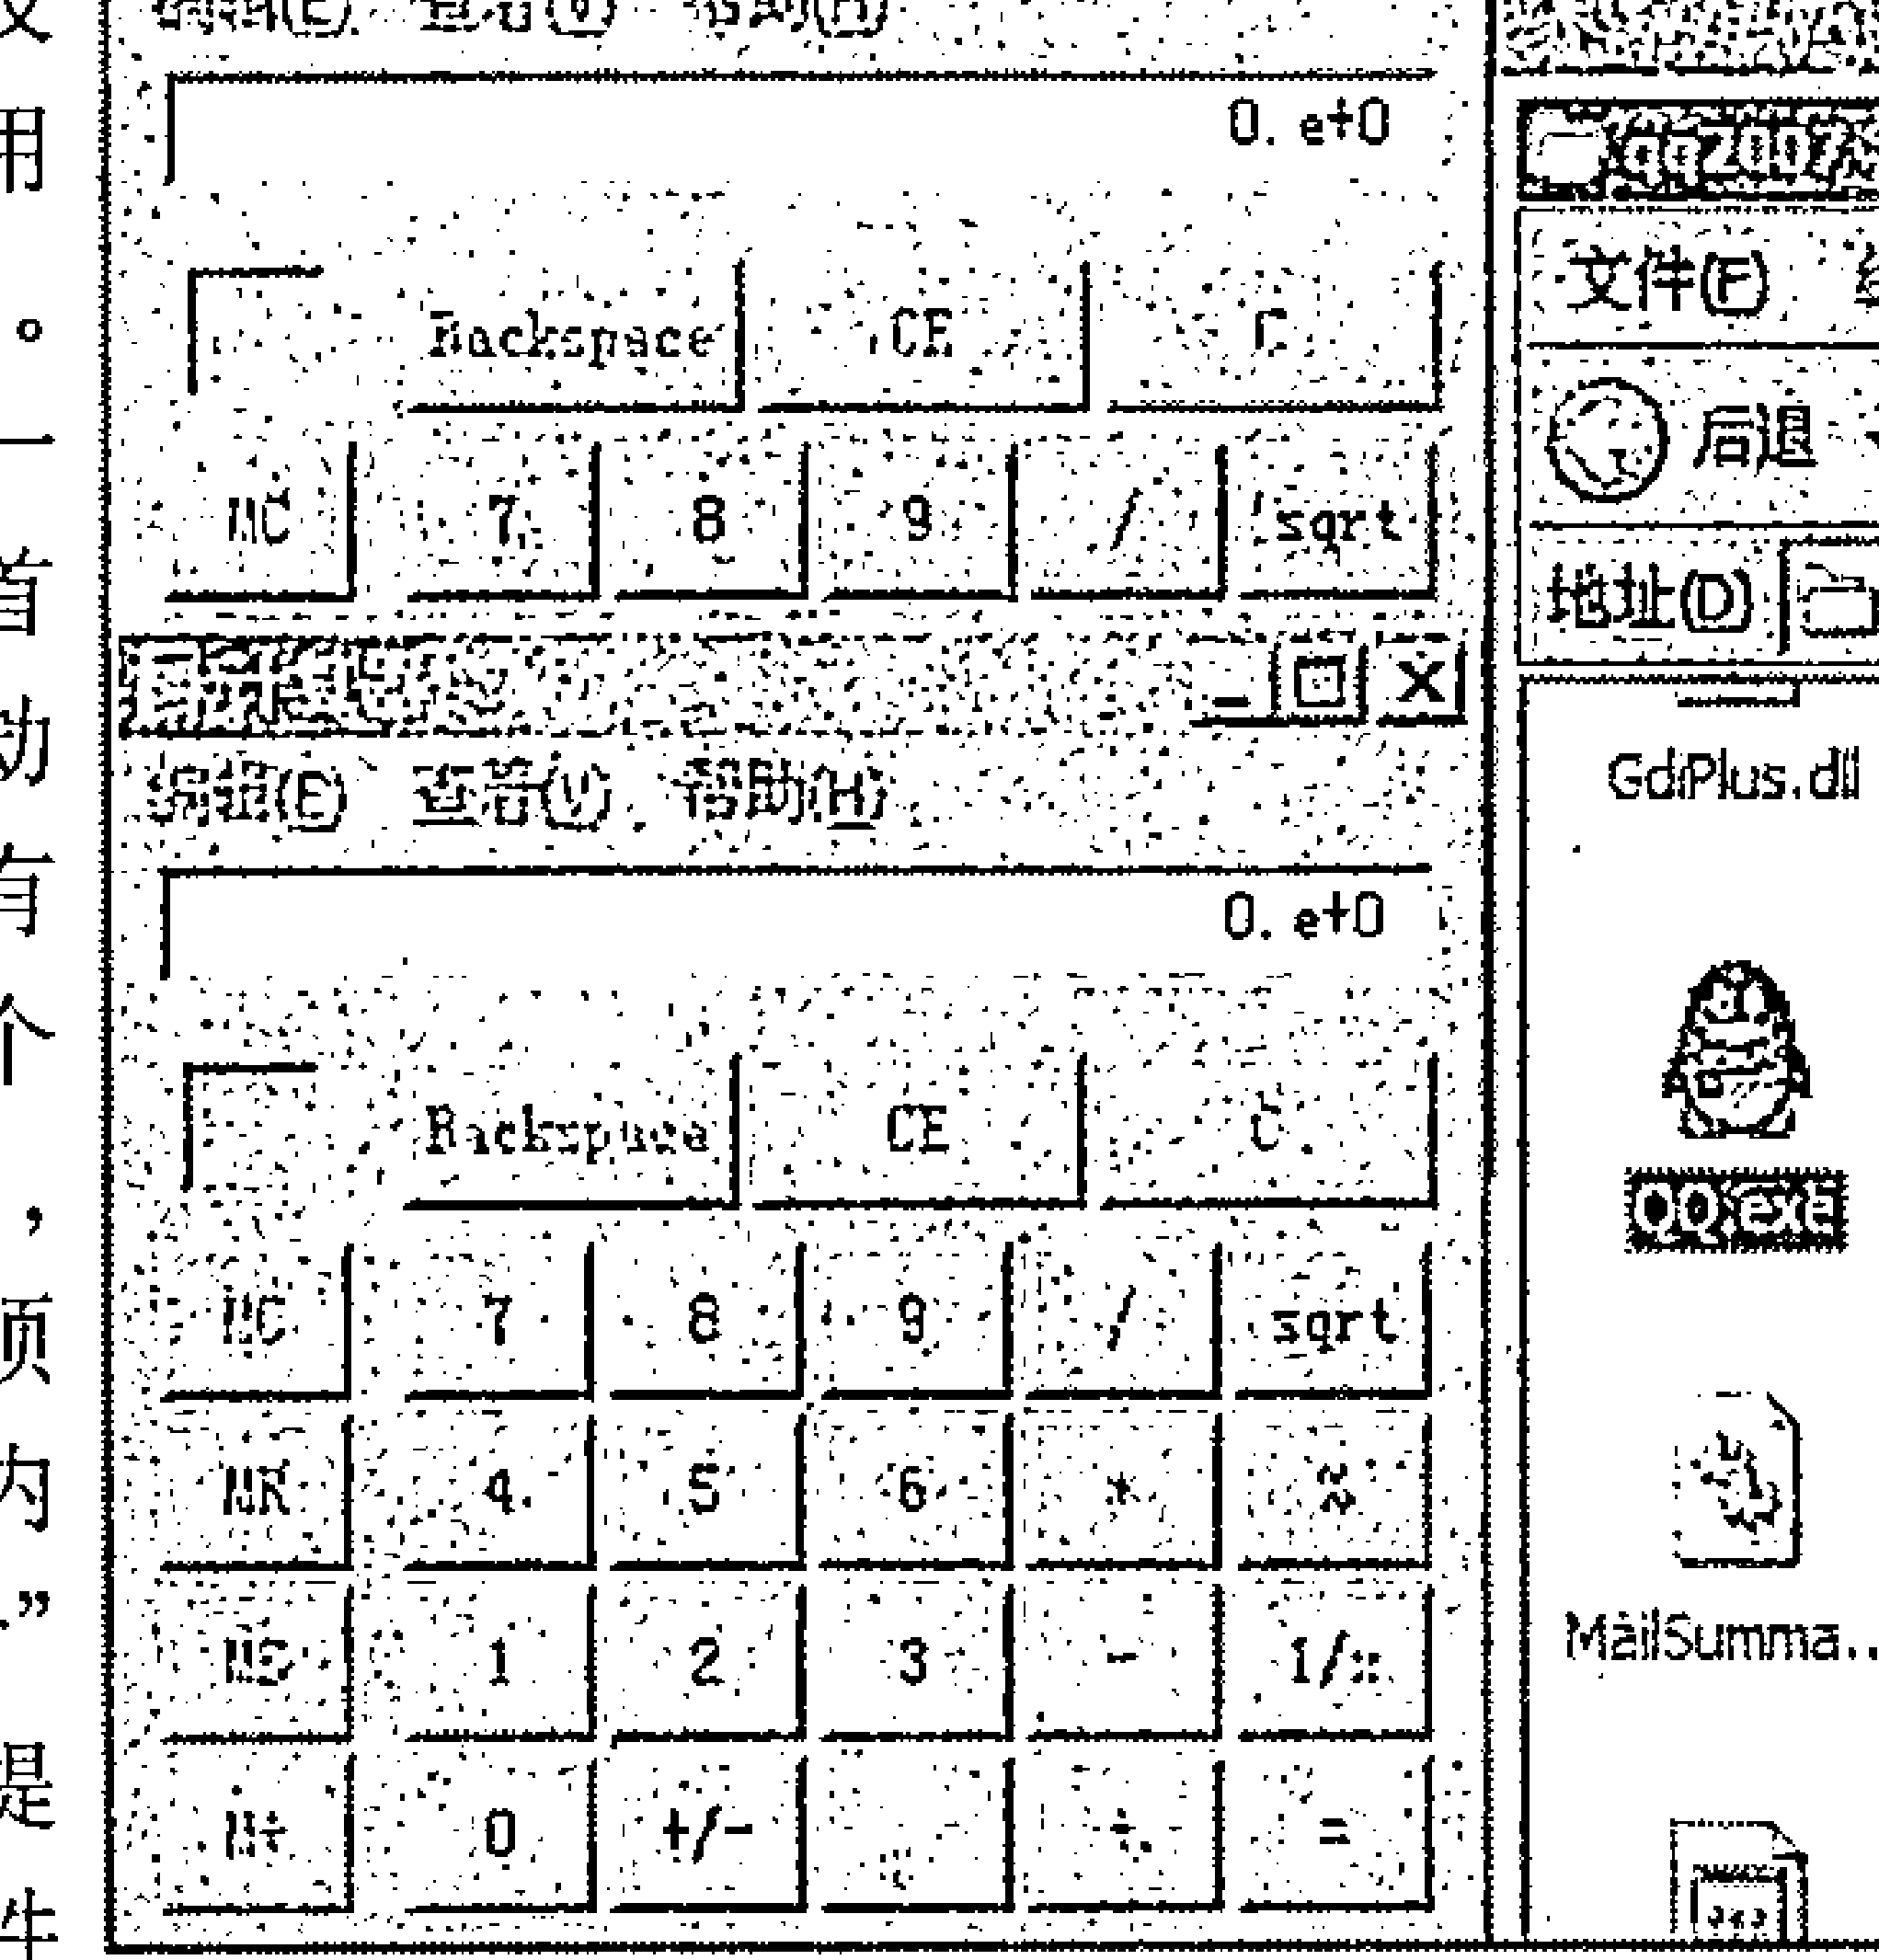 用
。
一
首
动
有
个
，
项
内
”
是
件
编辑(E) 查看(V) 帮助(H)
0. e+0
Backspace CE C
MC 7 8 9 / sqrt
编辑(E) 查看(V) 帮助(H)
0. e+0
Backspace CE C
MC 7 8 9 / sqrt
MR 4 5 6 * %
MS 1 2 3 - 1/x
M+ 0 +/- . + =
qq2007
文件(F)
后退
地址(D)
GdiPlus.dll
QQ.exe
MailSumma...